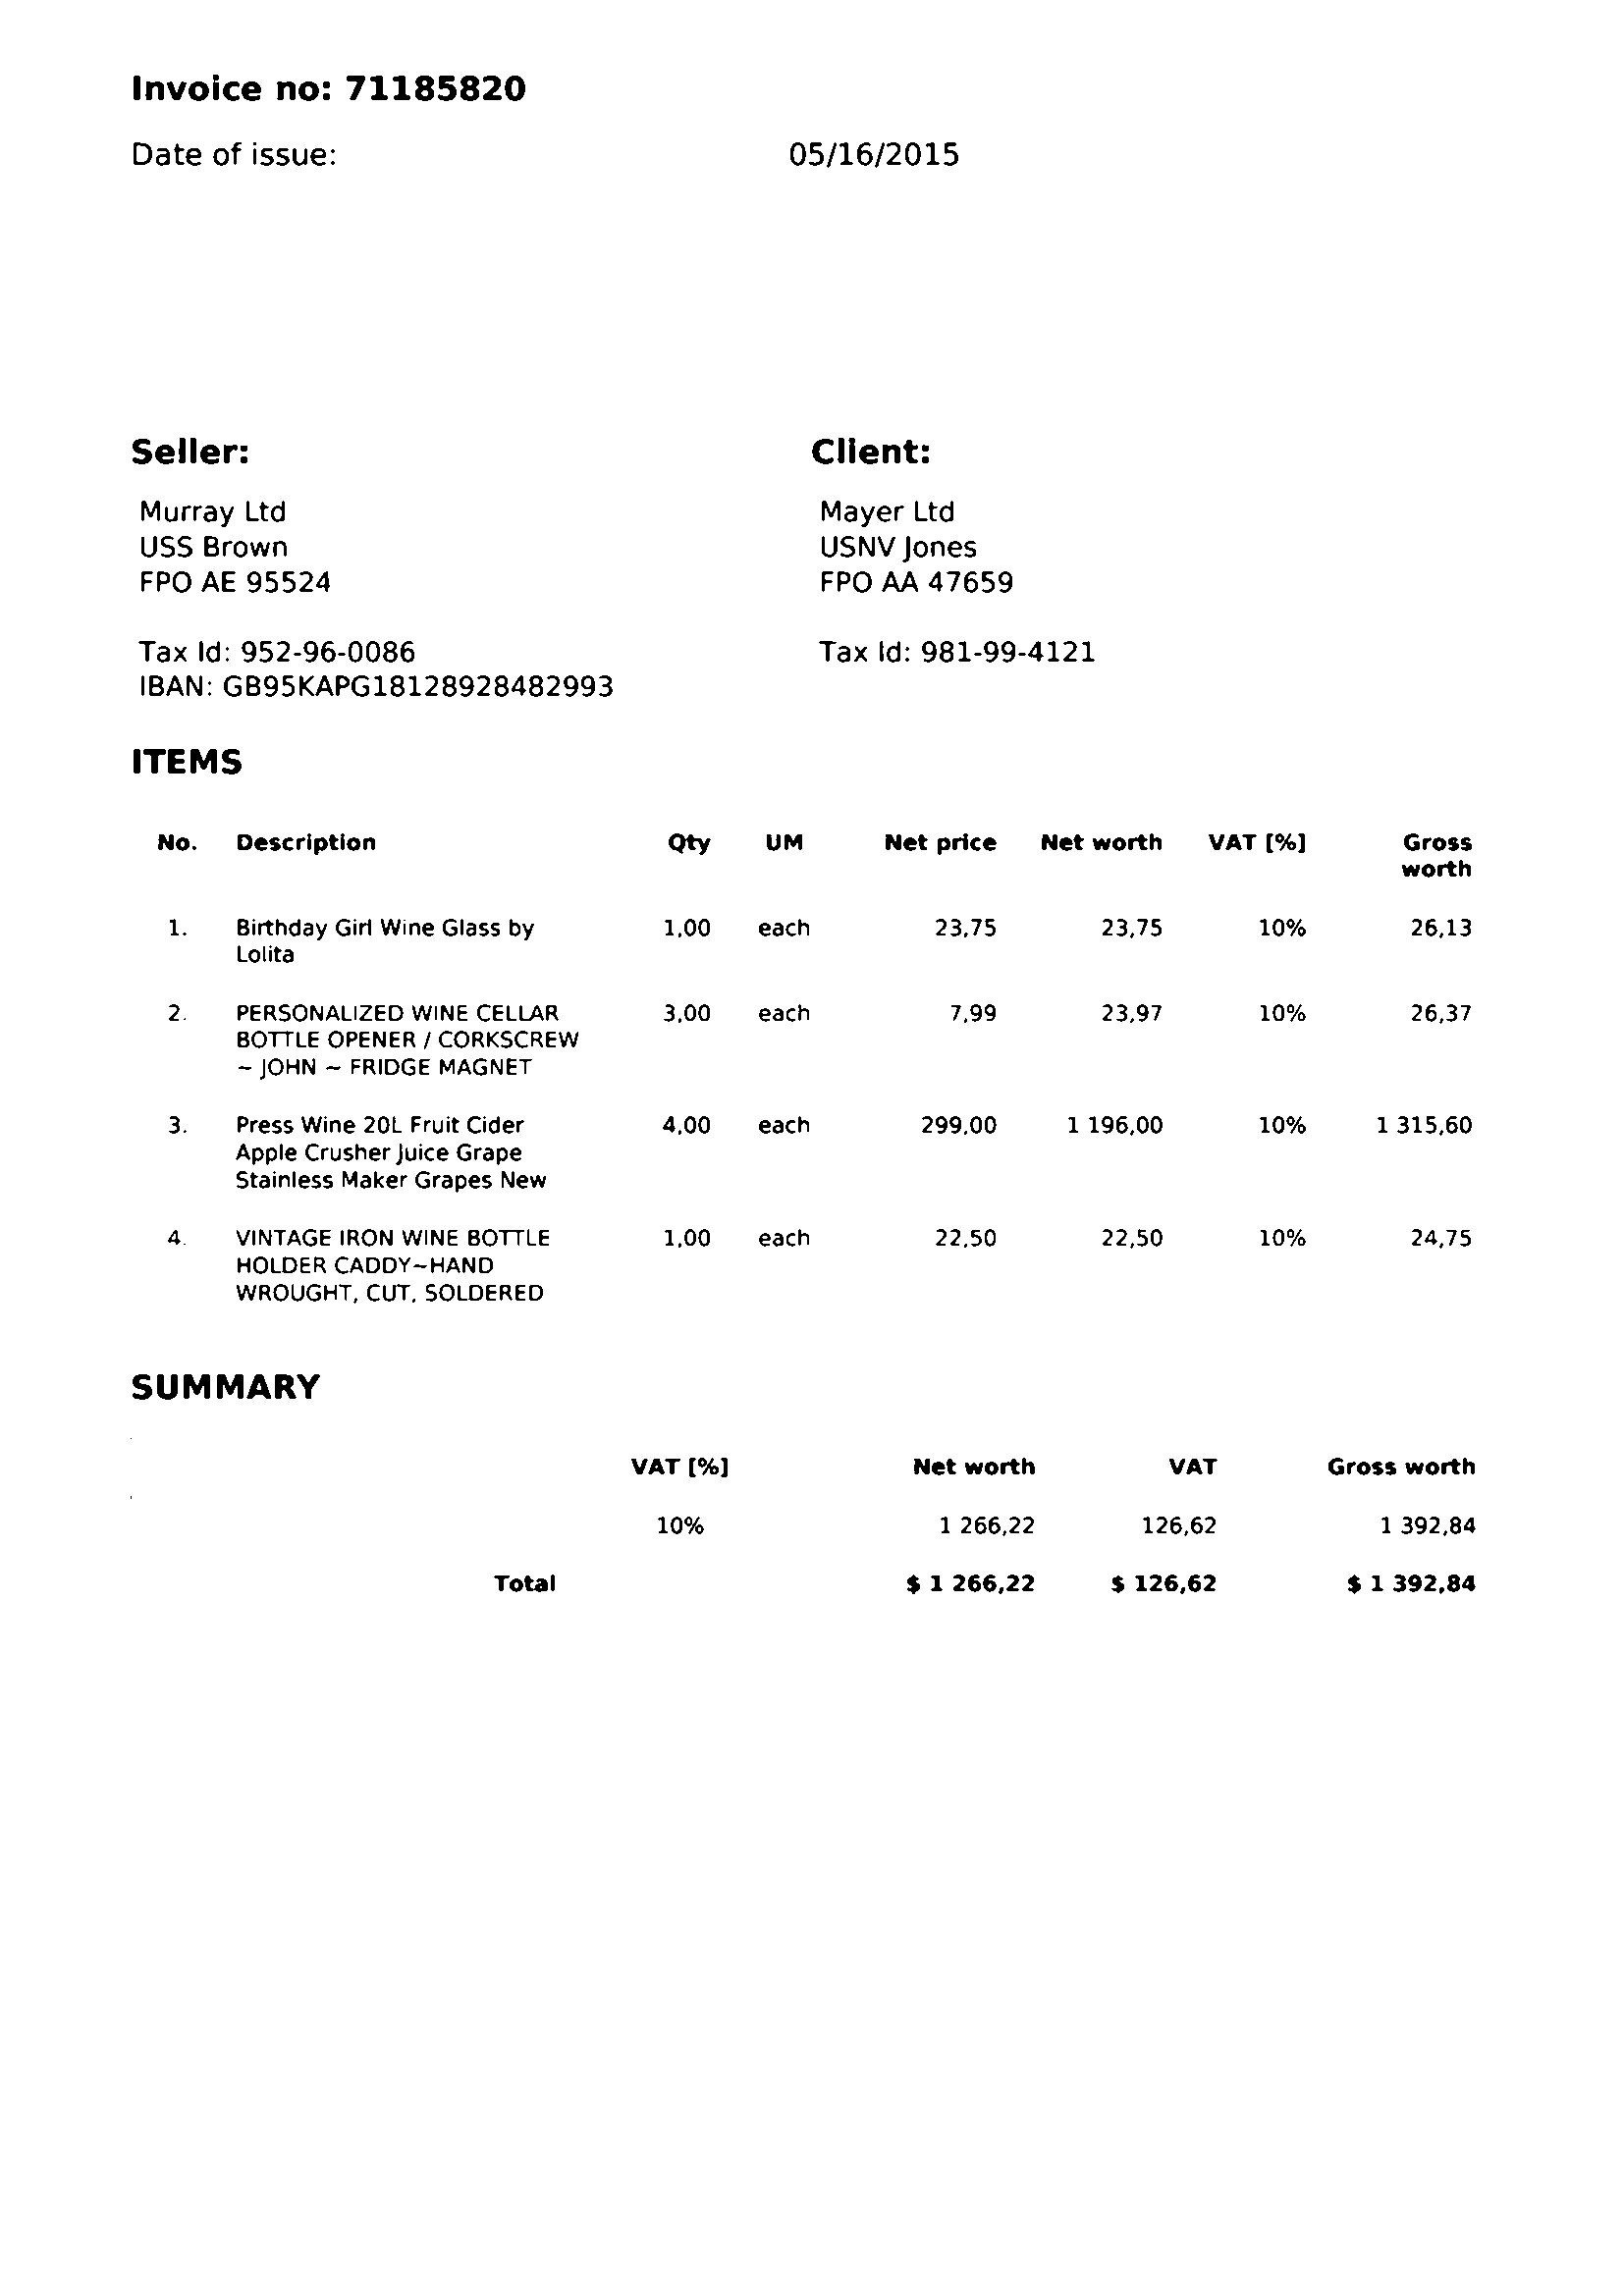 Invoice no: 71185820
Date of issue: 05/16/2015
Seller: Client:
Murray Ltd Mayer Ltd
USS Brown USNV Jones
FPO AE 95524 FPO AA 47659
Tax Id: 952-96-0086 Tax Id: 981-99-4121
IBAN: GB95KAPG18128928482993
ITEMS
No. Description Qty UM Net price Net worth VAT [%] Gross
worth
1. Birthday Girl Wine Glass by 1,00 each 23,75 23,75 10% 26,13
Lolita
2. PERSONALIZED WINE CELLAR 3,00 each 7,99 23,97 10% 26,37
BOTTLE OPENER / CORKSCREW
~ JOHN ~ FRIDGE MAGNET
3. Press Wine 20L Fruit Cider 4,00 each 299,00 1 196,00 10% 1 315,60
Apple Crusher Juice Grape
Stainless Maker Grapes New
4. VINTAGE IRON WINE BOTTLE 1,00 each 22,50 22,50 10% 24,75
HOLDER CADDY~HAND
WROUGHT, CUT, SOLDERED
SUMMARY
VAT [%] Net worth VAT Gross worth
10% 1 266,22 126,62 1 392,84
Total $ 1 266,22 $ 126,62 $ 1 392,84